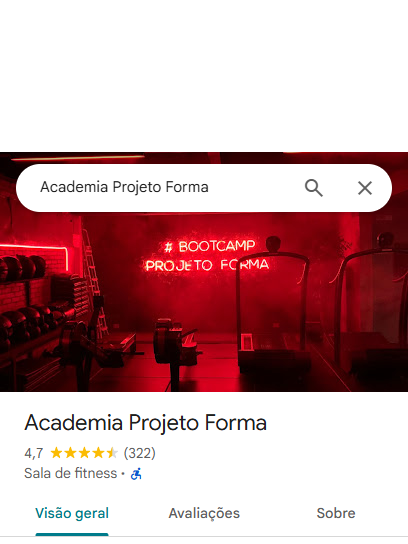 Academia Projeto Forma
# BOOTCAMP
PROJETO FORMA
Academia Projeto Forma
4,7 (322)
Sala de fitness ·
Visão geral Avaliações Sobre